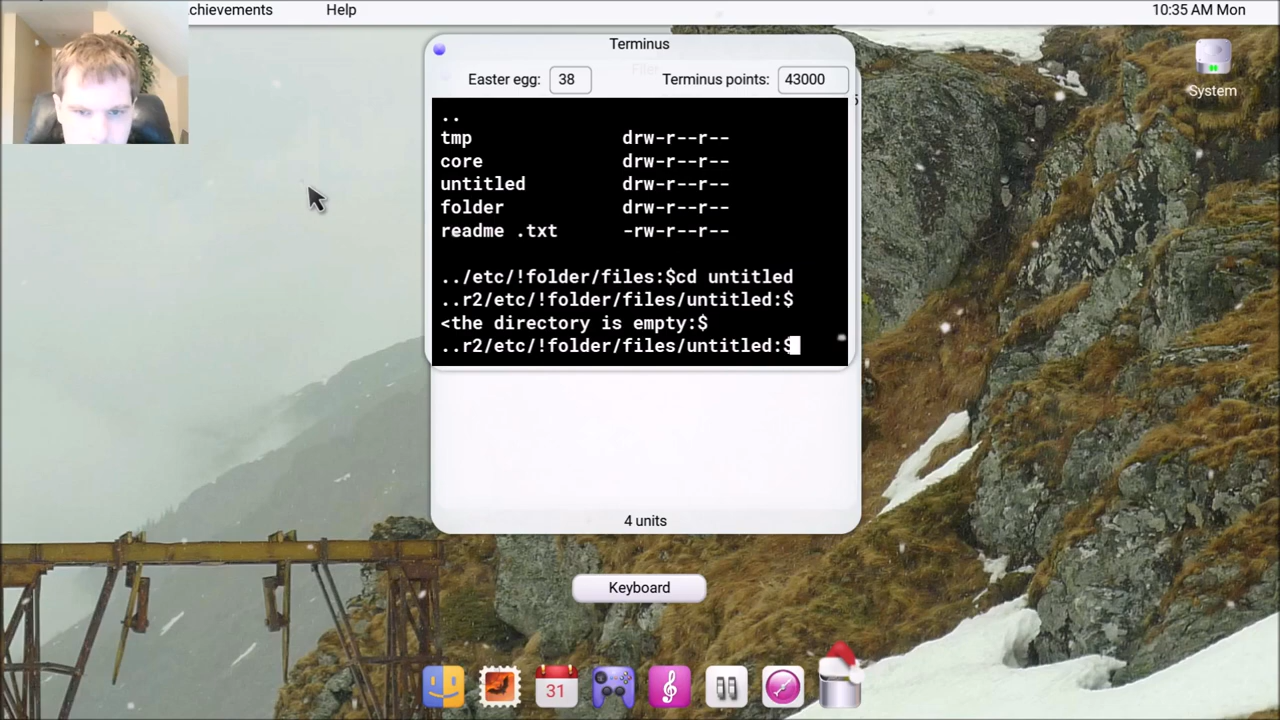 chievements
Help
10:35 AM Mon
Terminus
Easter egg: 38
Terminus points: 43000
System
..
tmp drw-r--r--
core drw-r--r--
untitled drw-r--r--
folder drw-r--r--
readme .txt -rw-r--r--
../etc/!folder/files:$cd untitled
..r2/etc/!folder/files/untitled:$
<the directory is empty:$
..r2/etc/!folder/files/untitled:$
4 units
Keyboard
31